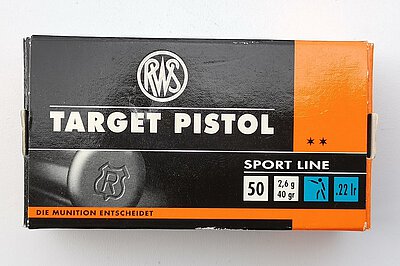 RWS
TARGET PISTOL
★★
SPORT LINE
R
50
2,6 g
40 gr
.22 lr
DIE MUNITION ENTSCHEIDET